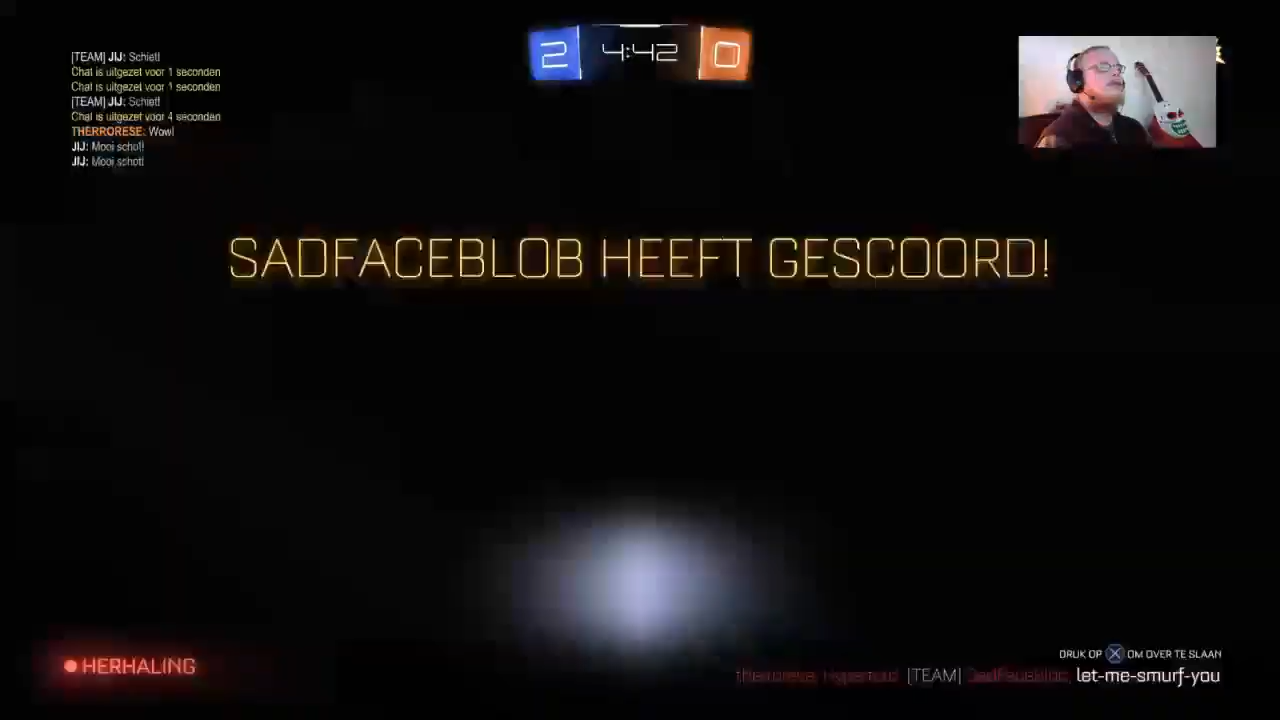 2 4:42 0
[TEAM] JIJ: Schiet!
Chat is uitgezet voor 1 seconden
Chat is uitgezet voor 1 seconden
[TEAM] JIJ: Schiet!
Chat is uitgezet voor 4 seconden
THERRORESE: Wow!
JIJ: Mooi schot!
JIJ: Mooi schot!
SADFACEBLOB HEEFT GESCOORD!
HERHALING
DRUK OP X OM OVER TE SLAAN
therrorese, [TEAM] Sadfaceblob, let-me-smurf-you